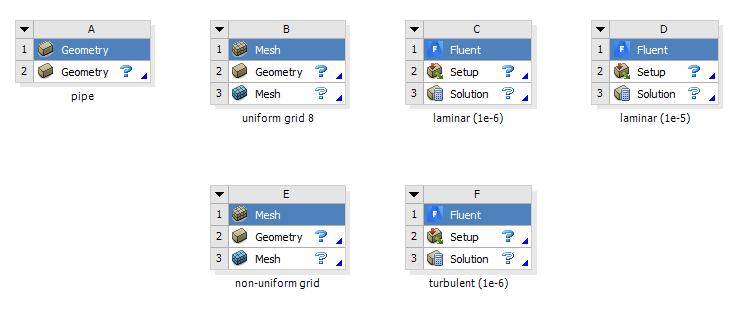 A
1 Geometry
2 Geometry ?
pipe
B
1 Mesh
2 Geometry ?
3 Mesh ?
uniform grid 8
C
1 F Fluent
2 Setup ?
3 Solution ?
laminar (1e-6)
D
1 F Fluent
2 Setup ?
3 Solution ?
laminar (1e-5)
E
1 Mesh
2 Geometry ?
3 Mesh ?
non-uniform grid
F
1 F Fluent
2 Setup ?
3 Solution ?
turbulent (1e-6)